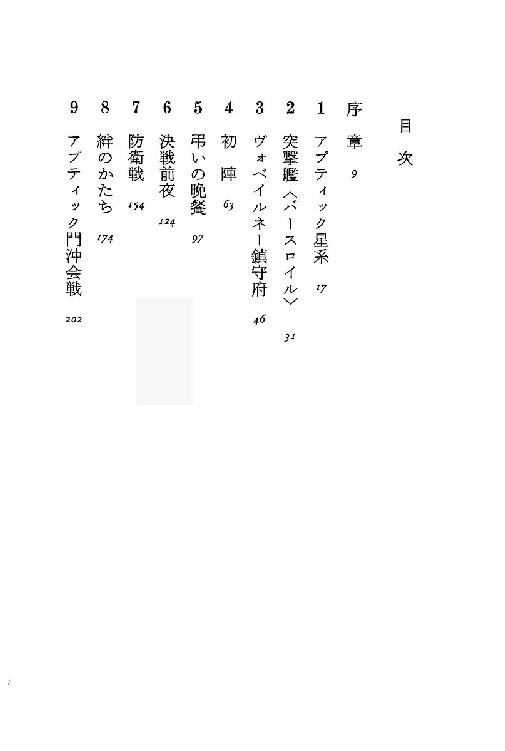 目次
序章 9
1 アプティック星系 17
2 突撃艦〈バースロイル〉 31
3 ヴォベイルネー鎮守府 46
4 初陣 63
5 弔いの晩餐 97
6 決戦前夜 124
7 防衛戦 154
8 絆のかたち 174
9 アプティック門沖会戦 202